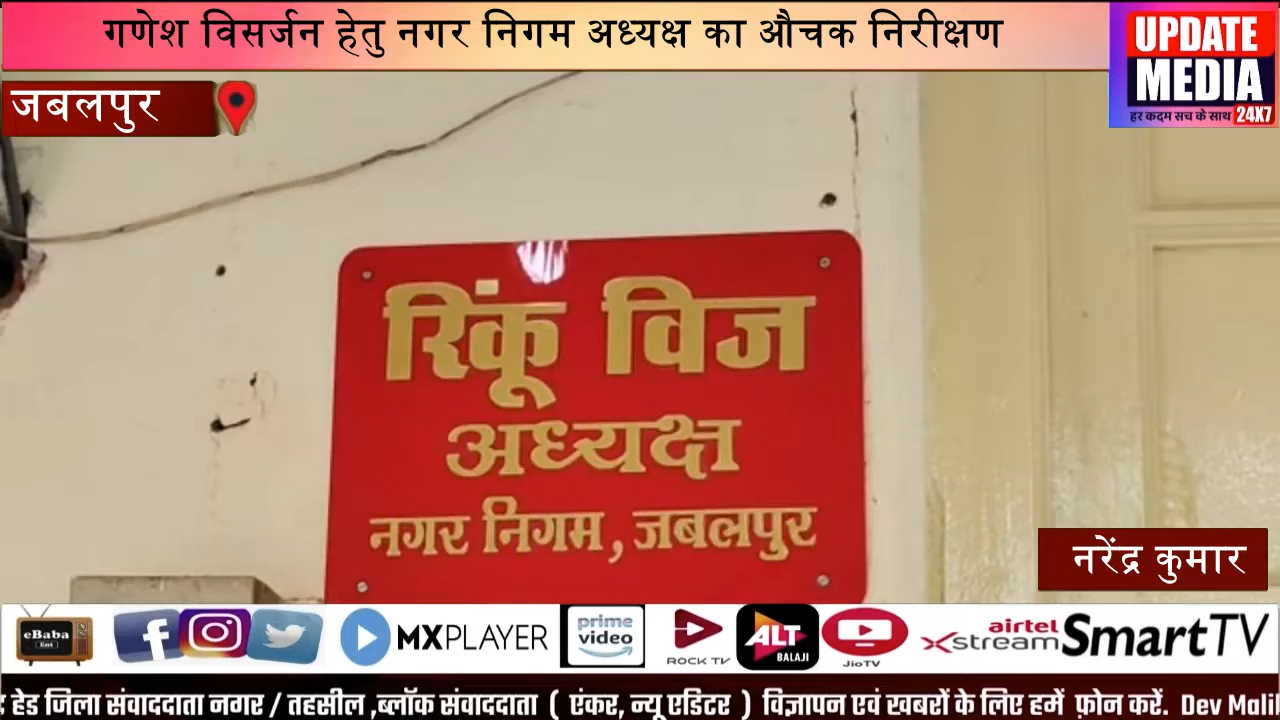 गणेश विसर्जन हेतु नगर निगम अध्यक्ष का औचक निरीक्षण
UPDATE
MEDIA
हर कदम सच के साथ 24X7
जबलपुर
रिंकू विज
अध्यक्ष
नगर निगम, जबलपुर
नरेंद्र कुमार
eBaba
Ent
MXPLAYER
prime
video
ROCK TV
ALT
BALAJI
JioTV
airtel
Xstream
SmartTV
हेड जिला संवाददाता नगर / तहसील ,ब्लॉक संवाददाता ( एंकर, न्यू एडिटर ) विज्ञापन एवं खबरों के लिए हमें फ़ोन करें. Dev